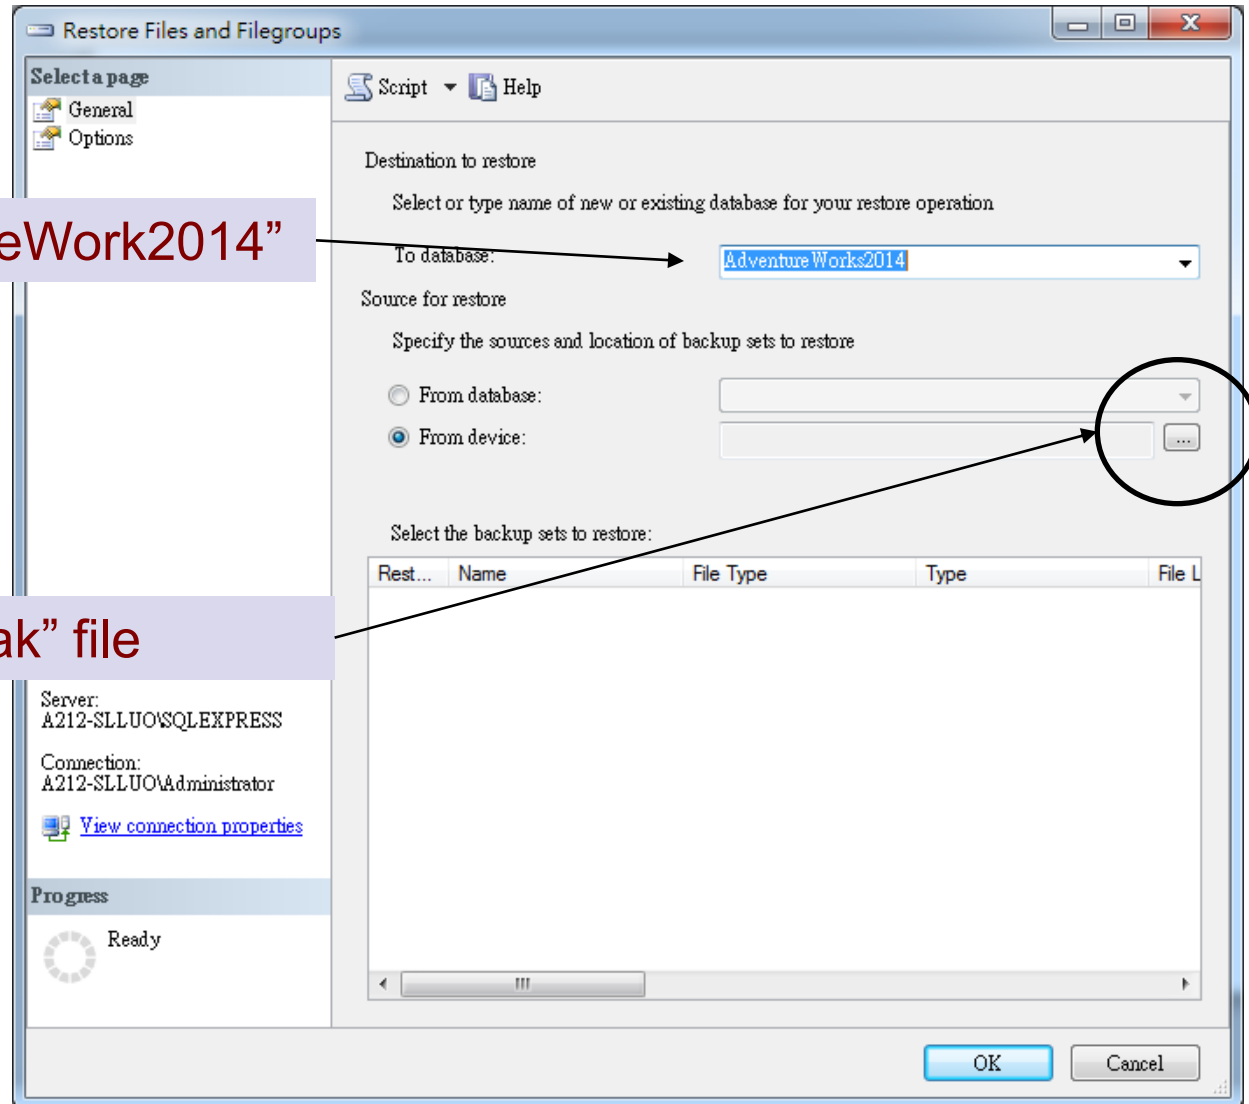 Restore Files and Filegroups
Select a page
General
Options
Script Help
Destination to restore
Select or type name of new or existing database for your restore operation
eWork2014”
To database: AdventureWorks2014
Source for restore
Specify the sources and location of backup sets to restore
From database:
From device: ...
Select the backup sets to restore:
Rest... Name File Type Type File L
ak” file
Server:
A212-SLLUO\SQLEXPRESS
Connection:
A212-SLLUO\Administrator
View connection properties
Progress
Ready
OK Cancel